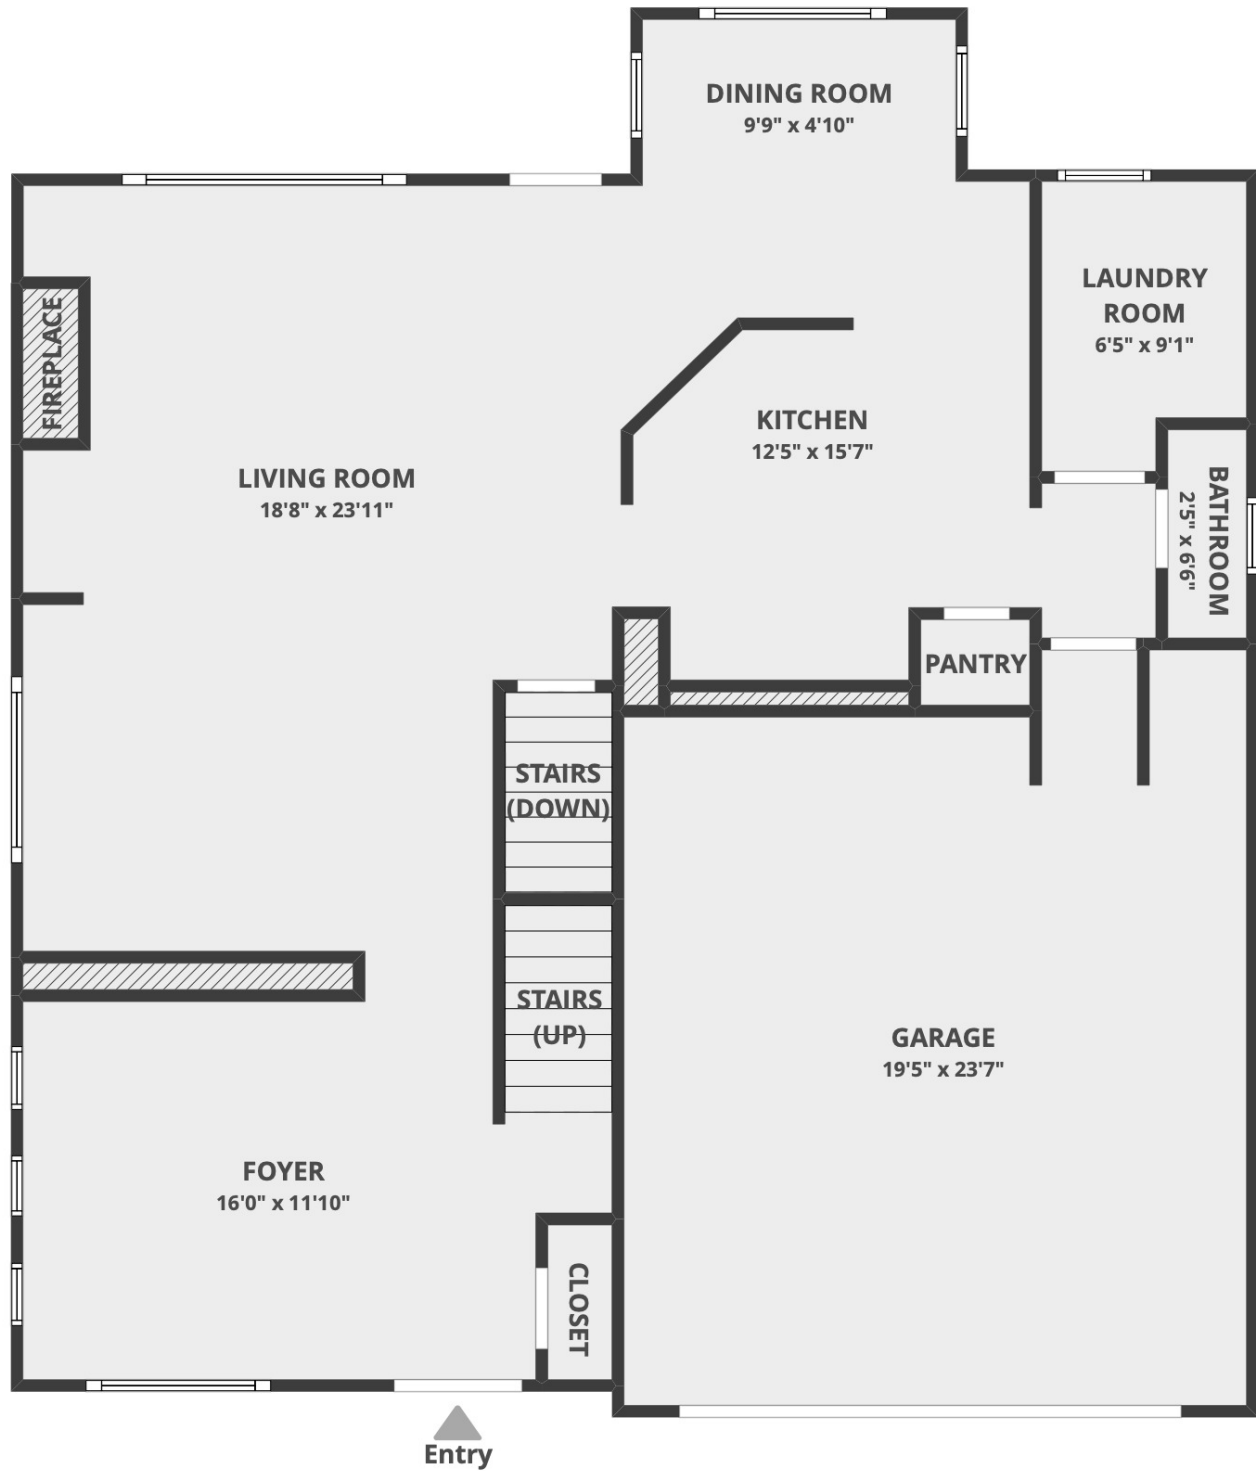 DINING ROOM
9'9" x 4'10"
LAUNDRY
ROOM
6'5" x 9'1"
FIREPLACE
KITCHEN
12'5" x 15'7"
LIVING ROOM
18'8" x 23'11"
BATHROOM
2'5" x 6'6"
PANTRY
STAIRS
(DOWN)
STAIRS
(UP)
GARAGE
19'5" x 23'7"
FOYER
16'0" x 11'10"
CLOSET
Entry